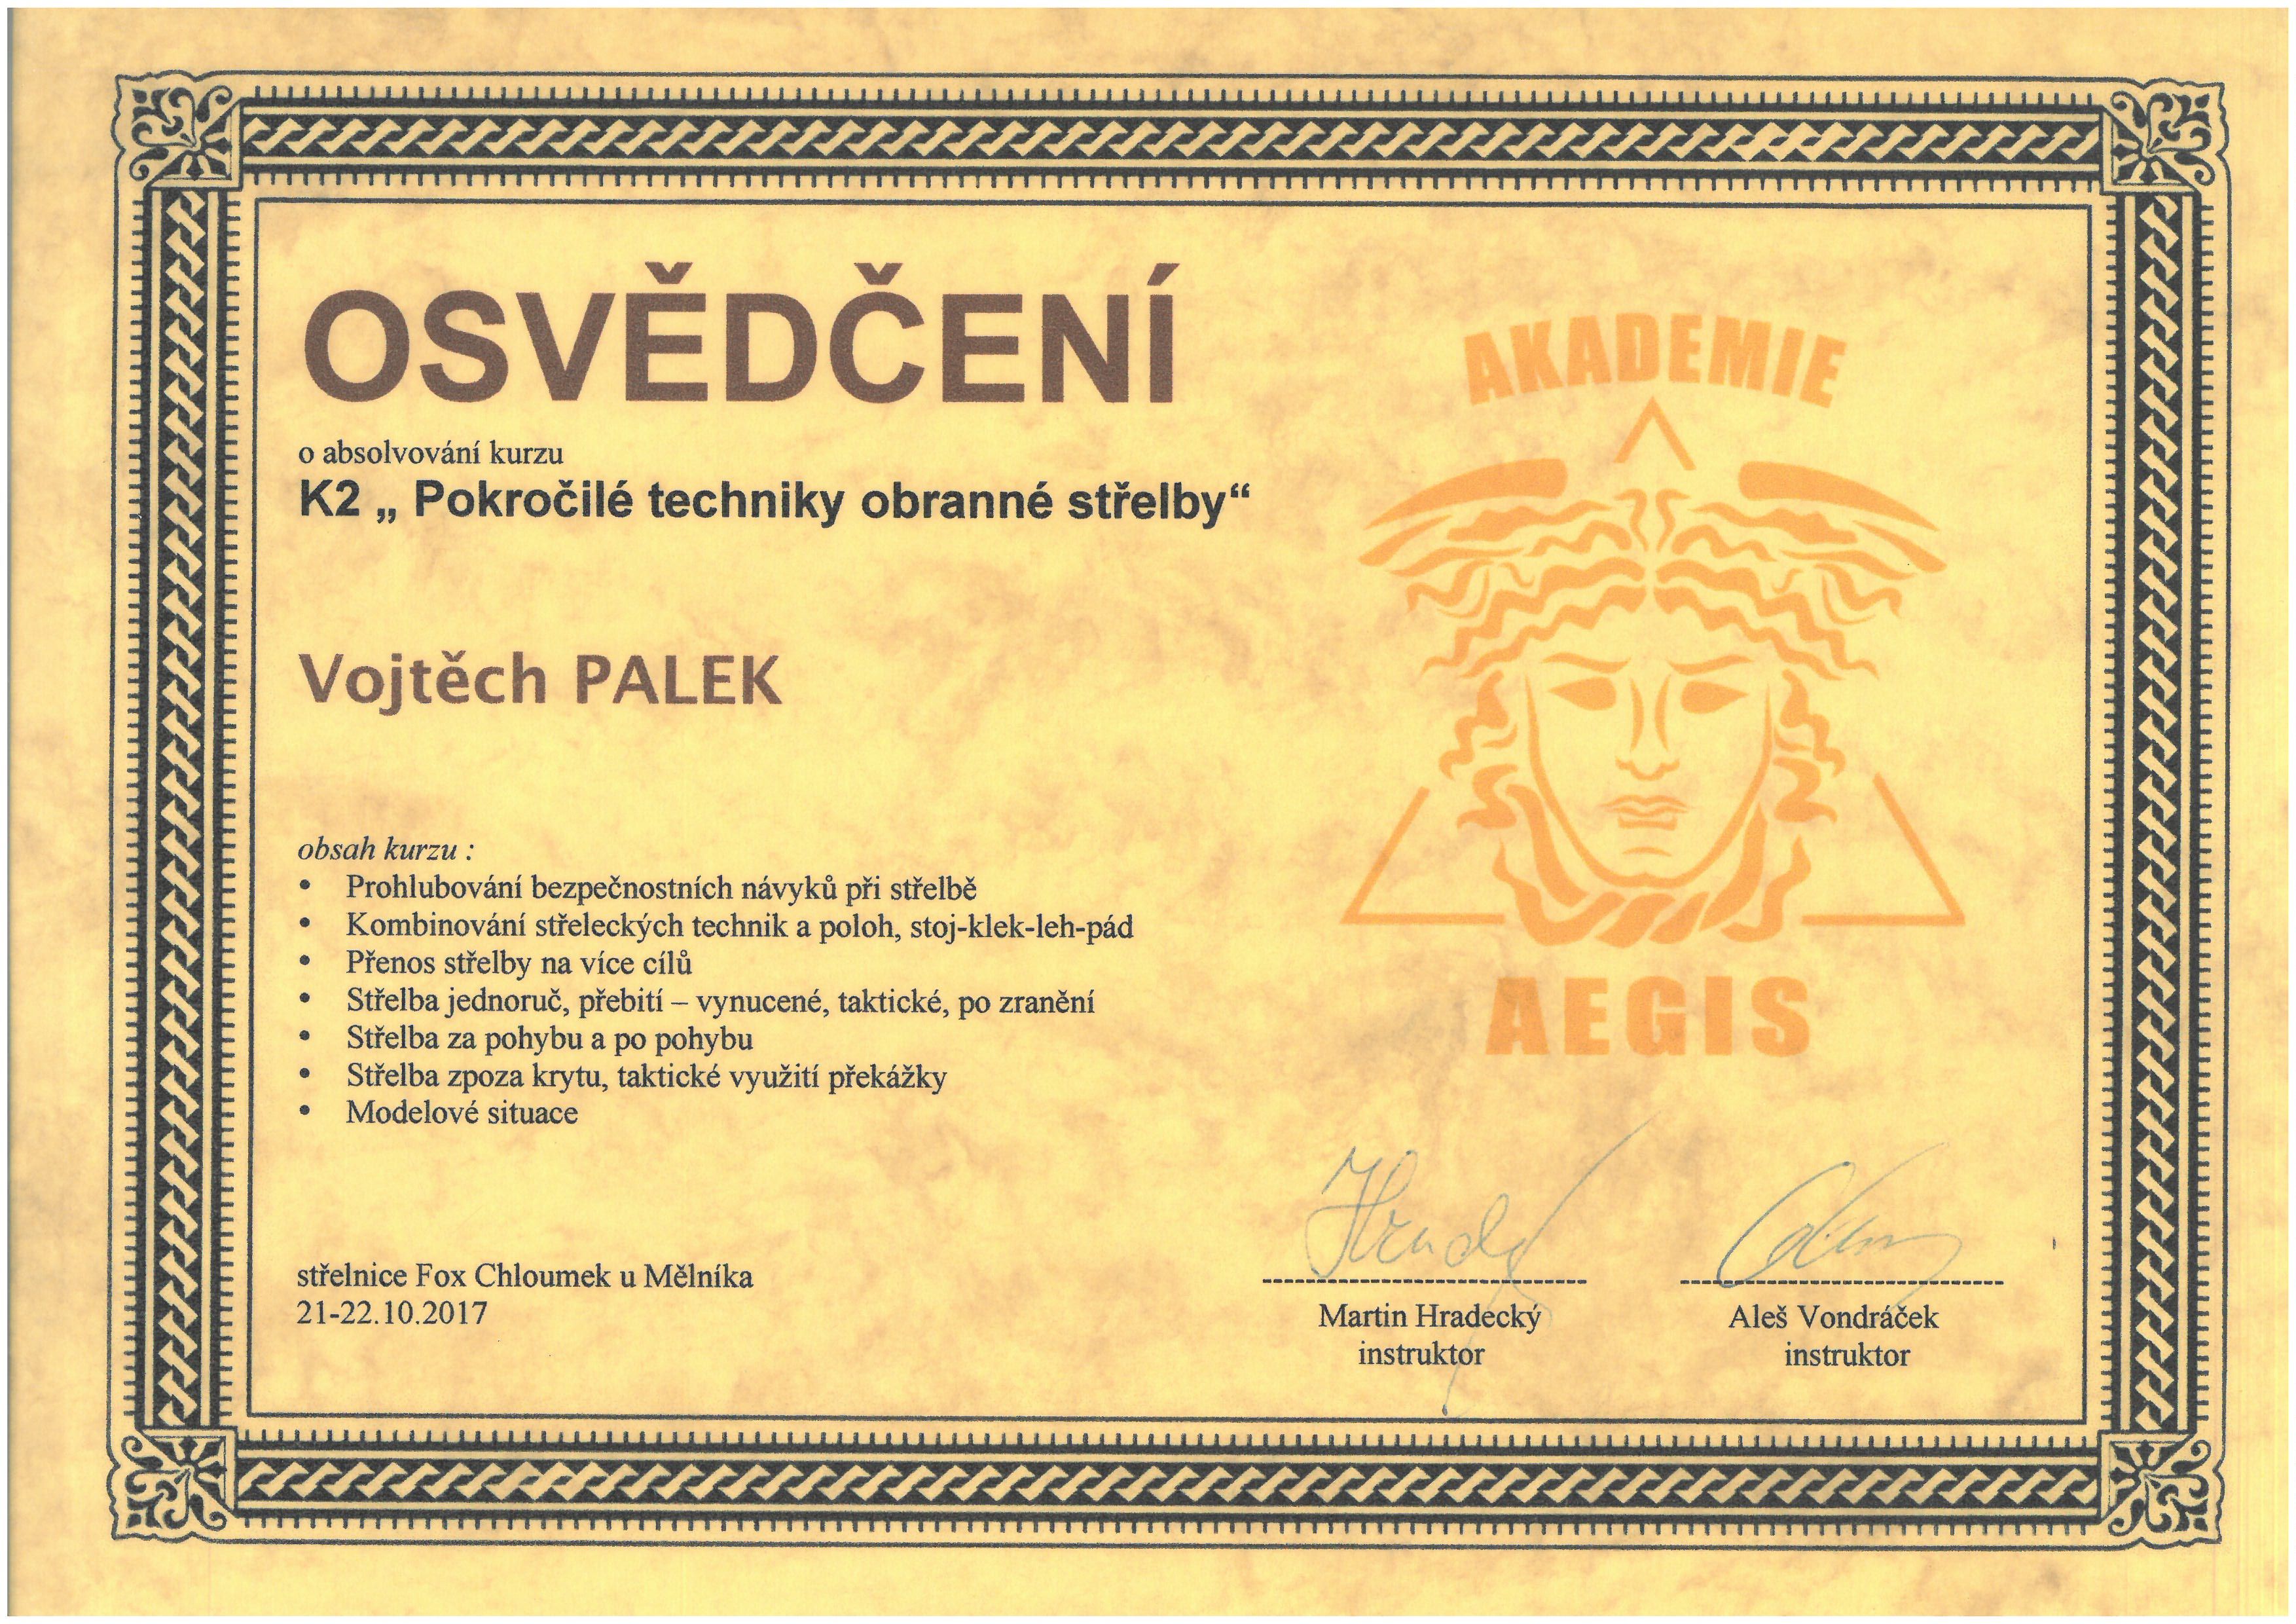 OSVĚDČENÍ
o absolvování kurzu
K2 „ Pokročilé techniky obranné střelby“
Vojtěch PALEK
obsah kurzu :
• Prohlubování bezpečnostních návyků při střelbě
• Kombinování střeleckých technik a poloh, stoj-klek-leh-pád
• Přenos střelby na více cílů
• Střelba jednoruč, přebití – vynucené, taktické, po zranění
• Střelba za pohybu a po pohybu
• Střelba zpoza krytu, taktické využití překážky
• Modelové situace
střelnice Fox Chloumek u Mělníka
21-22.10.2017
AKADEMIE
AEGIS
Martin Hradecký
instruktor
Aleš Vondráček
instruktor